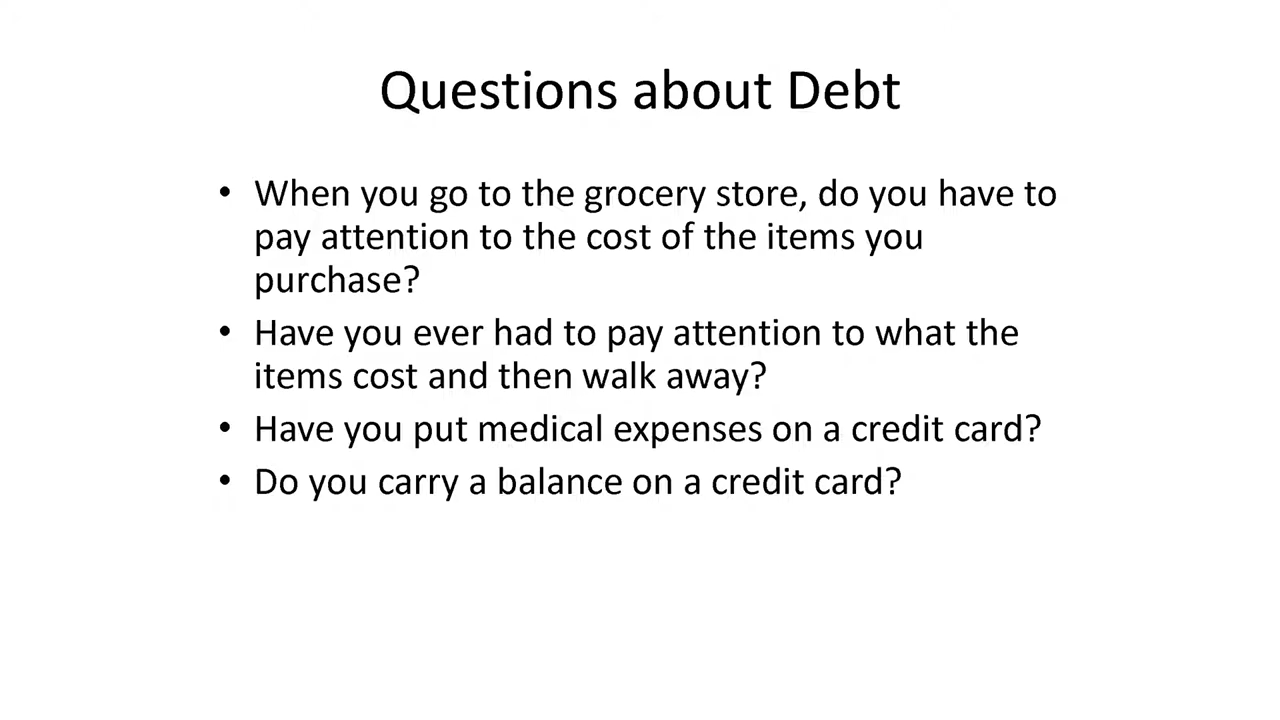 Questions about Debt
• When you go to the grocery store, do you have to
pay attention to the cost of the items you
purchase?
• Have you ever had to pay attention to what the
items cost and then walk away?
• Have you put medical expenses on a credit card?
• Do you carry a balance on a credit card?